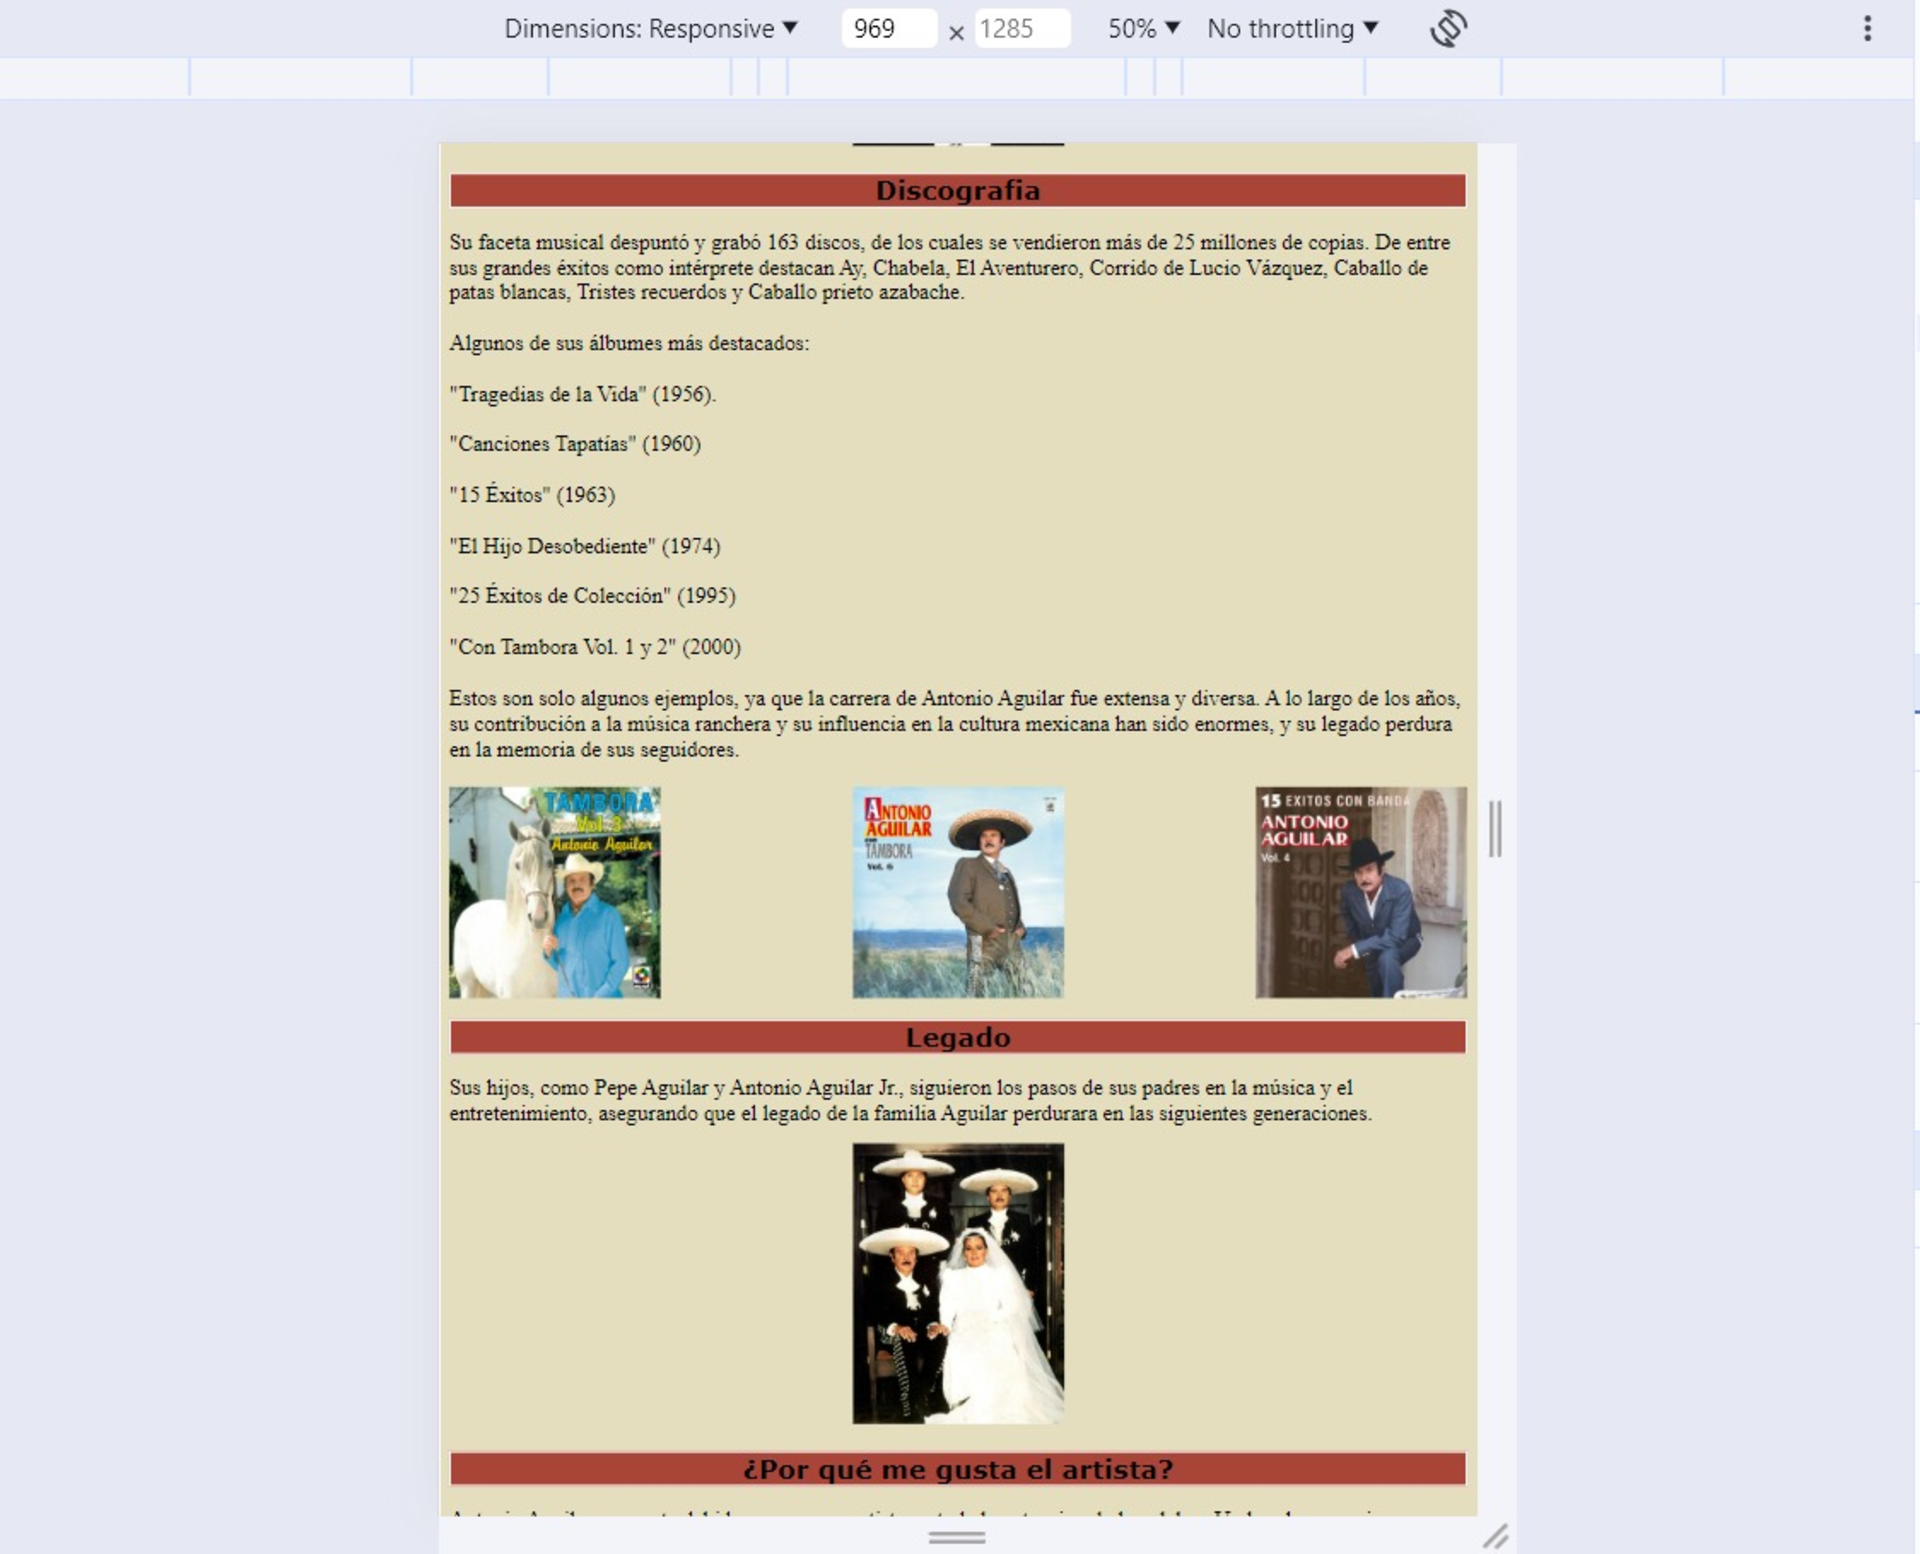 Dimensions: Responsive ▼ 969 × 1285 50% ▼ No throttling ▼
Discografia
Su faceta musical despuntó y grabó 163 discos, de los cuales se vendieron más de 25 millones de copias. De entre
sus grandes éxitos como intérprete destacan Ay, Chabela, El Aventurero, Corrido de Lucio Vázquez, Caballo de
patas blancas, Tristes recuerdos y Caballo prieto azabache.
Algunos de sus álbumes más destacados:
"Tragedias de la Vida" (1956).
"Canciones Tapatías" (1960)
"15 Éxitos" (1963)
"El Hijo Desobediente" (1974)
"25 Éxitos de Colección" (1995)
"Con Tambora Vol. 1 y 2" (2000)
Estos son solo algunos ejemplos, ya que la carrera de Antonio Aguilar fue extensa y diversa. A lo largo de los años,
su contribución a la música ranchera y su influencia en la cultura mexicana han sido enormes, y su legado perdura
en la memoria de sus seguidores.
TAMBORA
Vol. 3
Antonio Aguilar
ANTONIO
AGUILAR
TAMBORA
Vol. 6
15 EXITOS CON BANDA
ANTONIO
AGUILAR
Vol. 4
Legado
Sus hijos, como Pepe Aguilar y Antonio Aguilar Jr., siguieron los pasos de sus padres en la música y el
entretenimiento, asegurando que el legado de la familia Aguilar perdurara en las siguientes generaciones.
¿Por qué me gusta el artista?